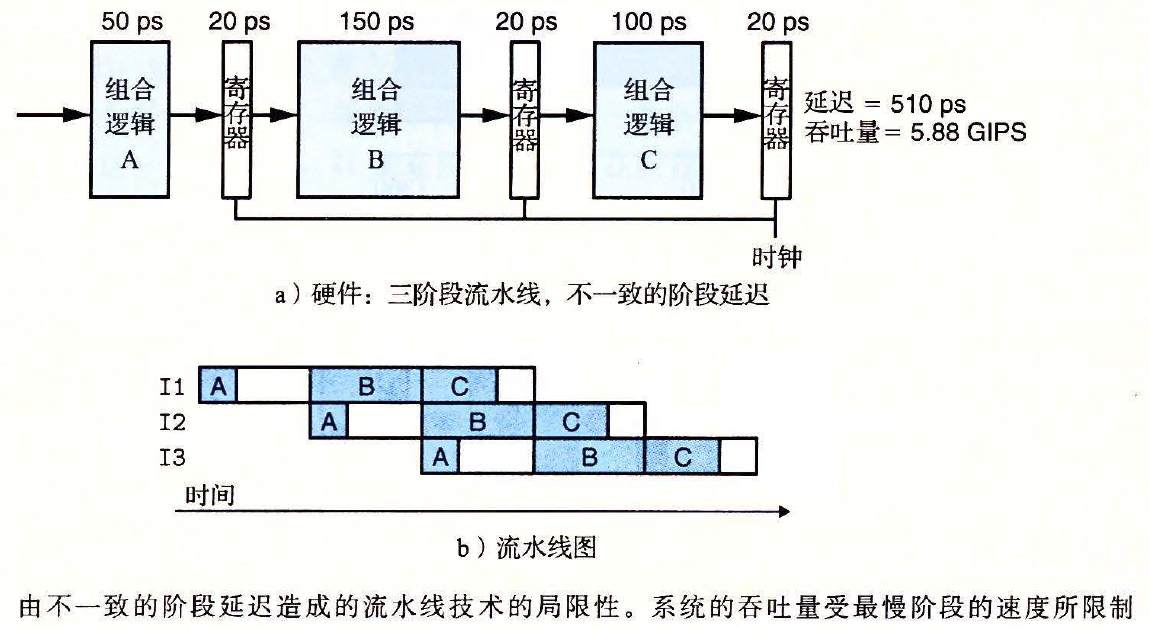 50 ps 20 ps 150 ps 20 ps 100 ps 20 ps
组合逻辑A
寄存器
组合逻辑B
寄存器
组合逻辑C
寄存器
延迟 = 510 ps
吞吐量 = 5.88 GIPS
时钟
a）硬件：三阶段流水线，不一致的阶段延迟
I1 A B C
I2 A B C
I3 A B C
时间
b）流水线图
由不一致的阶段延迟造成的流水线技术的局限性。系统的吞吐量受最慢阶段的速度所限制